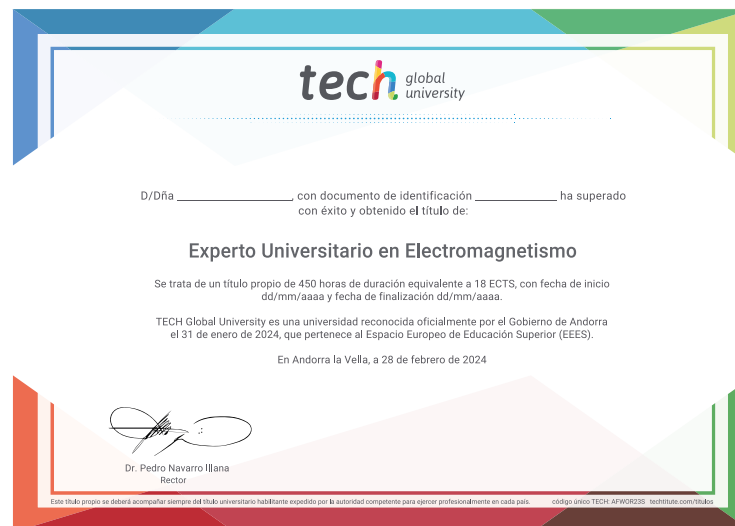 tech global university
D/Dña ________________, con documento de identificación ____________ ha superado
con éxito y obtenido el título de:
Experto Universitario en Electromagnetismo
Se trata de un título propio de 450 horas de duración equivalente a 18 ECTS, con fecha de inicio
dd/mm/aaaa y fecha de finalización dd/mm/aaaa.
TECH Global University es una universidad reconocida oficialmente por el Gobierno de Andorra
el 31 de enero de 2024, que pertenece al Espacio Europeo de Educación Superior (EEES).
En Andorra la Vella, a 28 de febrero de 2024
Dr. Pedro Navarro Illana
Rector
Este título propio se deberá acompañar siempre del título universitario habilitante expedido por la autoridad competente para ejercer profesionalmente en cada país. código único TECH: AFWOR23S techtitute.com/titulos